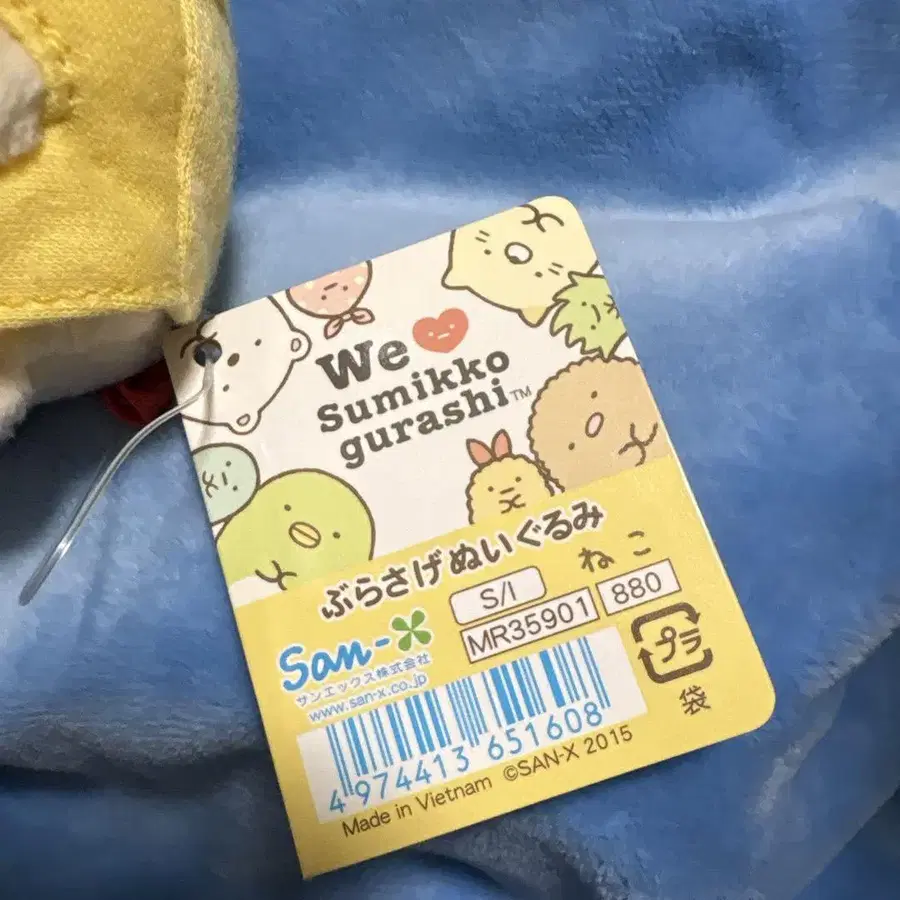 We
Sumikko
gurashi™
ぶらさげぬいぐるみ
ねこ
S/I
MR35901
880
San-X
サンエックス株式会社
www.san-x.co.jp
プラ
袋
4 974413 651608
Made in Vietnam ©SAN-X 2015